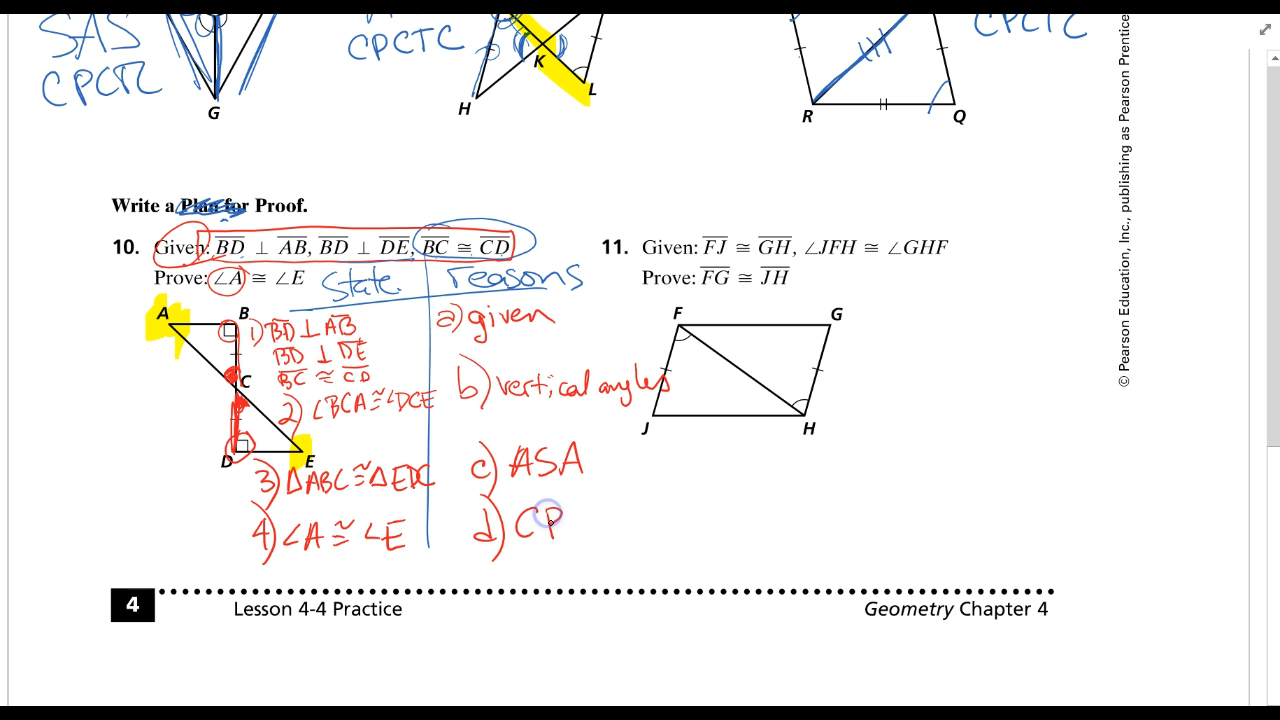 SAS
CPCTC
G
CPCTC
K
H
L
CPCTC
R
Q
© Pearson Education, Inc., publishing as Pearson Prentice
Write a Plan for Proof.
10. Given: BD ⊥ AB, BD ⊥ DE, BC ≅ CD
Prove: ∠A ≅ ∠E
State. reasons
A
B
C
D
E
1) BD ⊥ AB
BD ⊥ DE
BC ≅ CD
a) given
2) ∠BCA ≅ ∠DCE
b) vertical angles
3) △ABC ≅ △EDC
c) ASA
4) ∠A ≅ ∠E
d) CP
11. Given: FJ ≅ GH, ∠JFH ≅ ∠GHF
Prove: FG ≅ JH
F
G
J
H
4 Lesson 4-4 Practice
Geometry Chapter 4